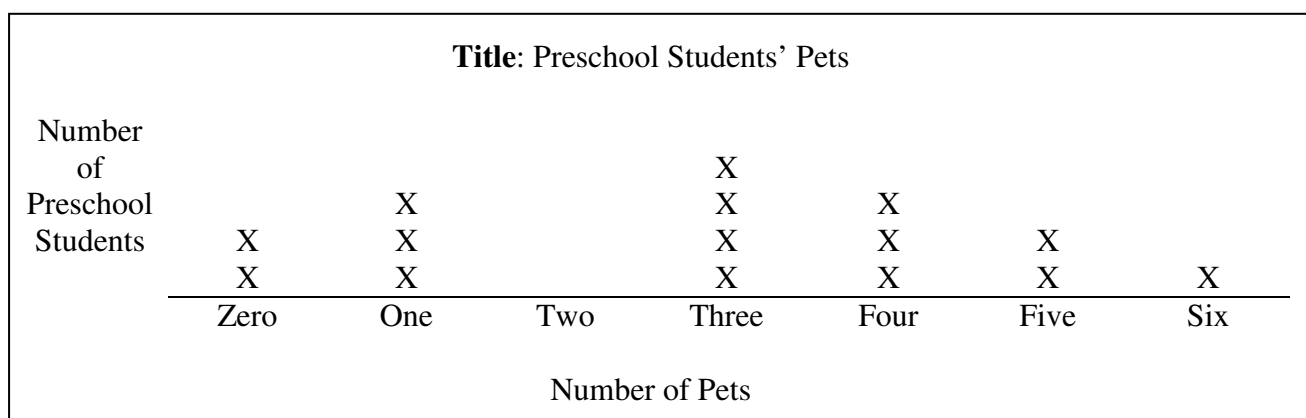 Title: Preschool Students’ Pets
Number
of X
Preschool X X X
Students X X X X X
X X X X X X
Zero One Two Three Four Five Six
Number of Pets